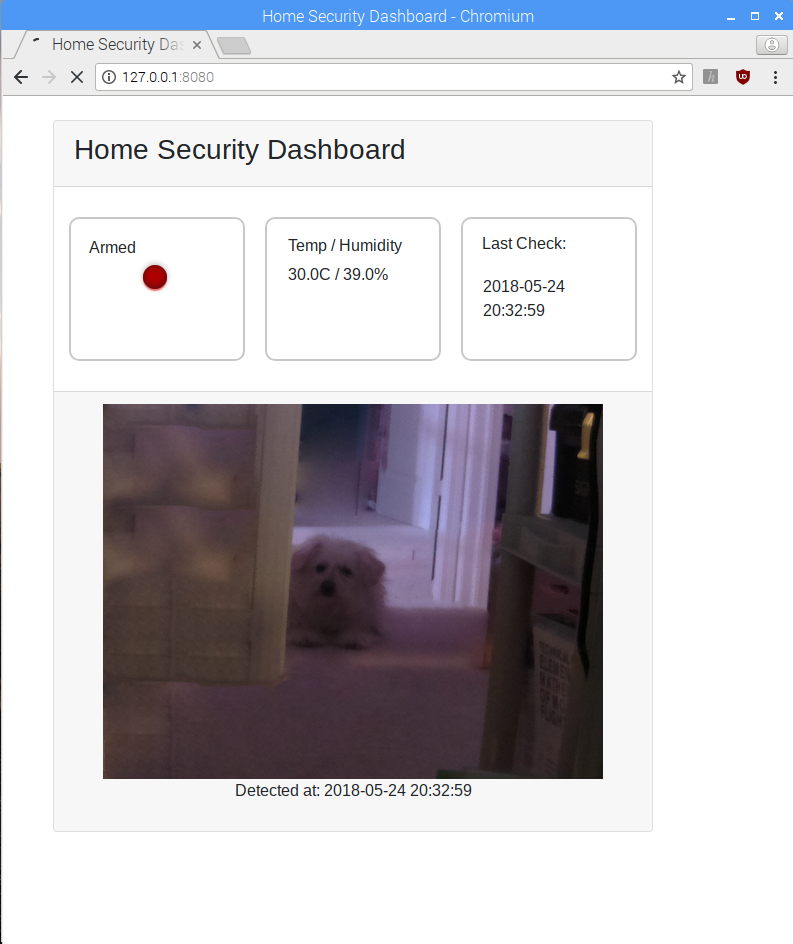 Home Security Dashboard - Chromium
Home Security Da
127.0.0.1:8080
Home Security Dashboard
Armed
Temp / Humidity
30.0C / 39.0%
Last Check:
2018-05-24
20:32:59
Detected at: 2018-05-24 20:32:59